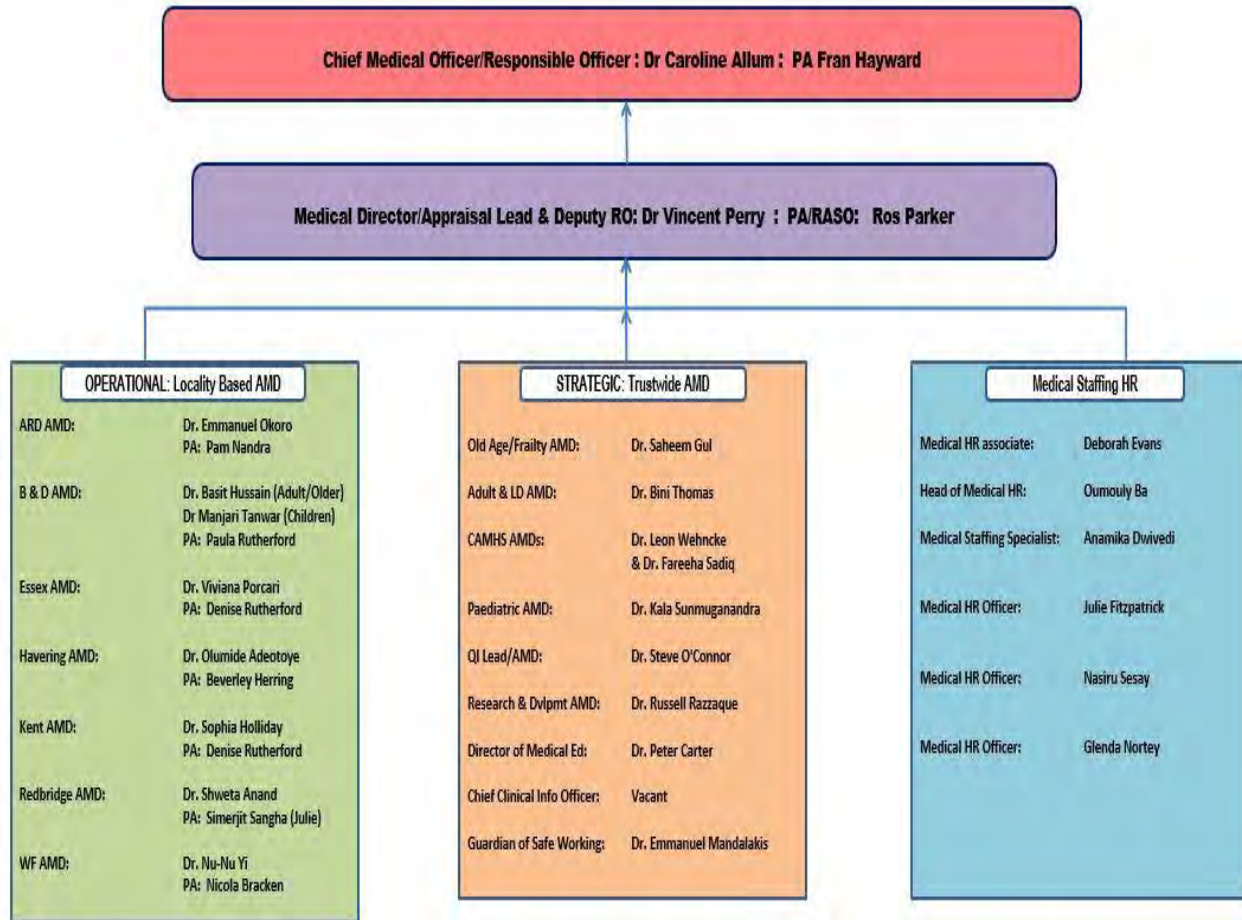 Chief Medical Officer/Responsible Officer : Dr Caroline Allum : PA Fran Hayward
Medical Director/Appraisal Lead & Deputy RO: Dr Vincent Perry : PA/RASO: Ros Parker
OPERATIONAL: Locality Based AMD
ARD AMD: Dr. Emmanuel Okoro
PA: Pam Nandra
B & D AMD: Dr. Basit Hussain (Adult/Older)
Dr Manjari Tanwar (Children)
PA: Paula Rutherford
Essex AMD: Dr. Viviana Porcari
PA: Denise Rutherford
Havering AMD: Dr. Olumide Adeotoye
PA: Beverley Herring
Kent AMD: Dr. Sophia Holliday
PA: Denise Rutherford
Redbridge AMD: Dr. Shweta Anand
PA: Simerjit Sangha (Julie)
WF AMD: Dr. Nu-Nu Yi
PA: Nicola Bracken
STRATEGIC: Trustwide AMD
Old Age/Frailty AMD: Dr. Saheem Gul
Adult & LD AMD: Dr. Bini Thomas
CAMHS AMDs: Dr. Leon Wehncke
& Dr. Fareeha Sadiq
Paediatric AMD: Dr. Kala Sunmuganandra
QI Lead/AMD: Dr. Steve O'Connor
Research & Dvlpmt AMD: Dr. Russell Razzaque
Director of Medical Ed: Dr. Peter Carter
Chief Clinical Info Officer: Vacant
Guardian of Safe Working: Dr. Emmanuel Mandalakis
Medical Staffing HR
Medical HR associate: Deborah Evans
Head of Medical HR: Oumouly Ba
Medical Staffing Specialist: Anamika Dwivedi
Medical HR Officer: Julie Fitzpatrick
Medical HR Officer: Nasiru Sesay
Medical HR Officer: Glenda Nortey